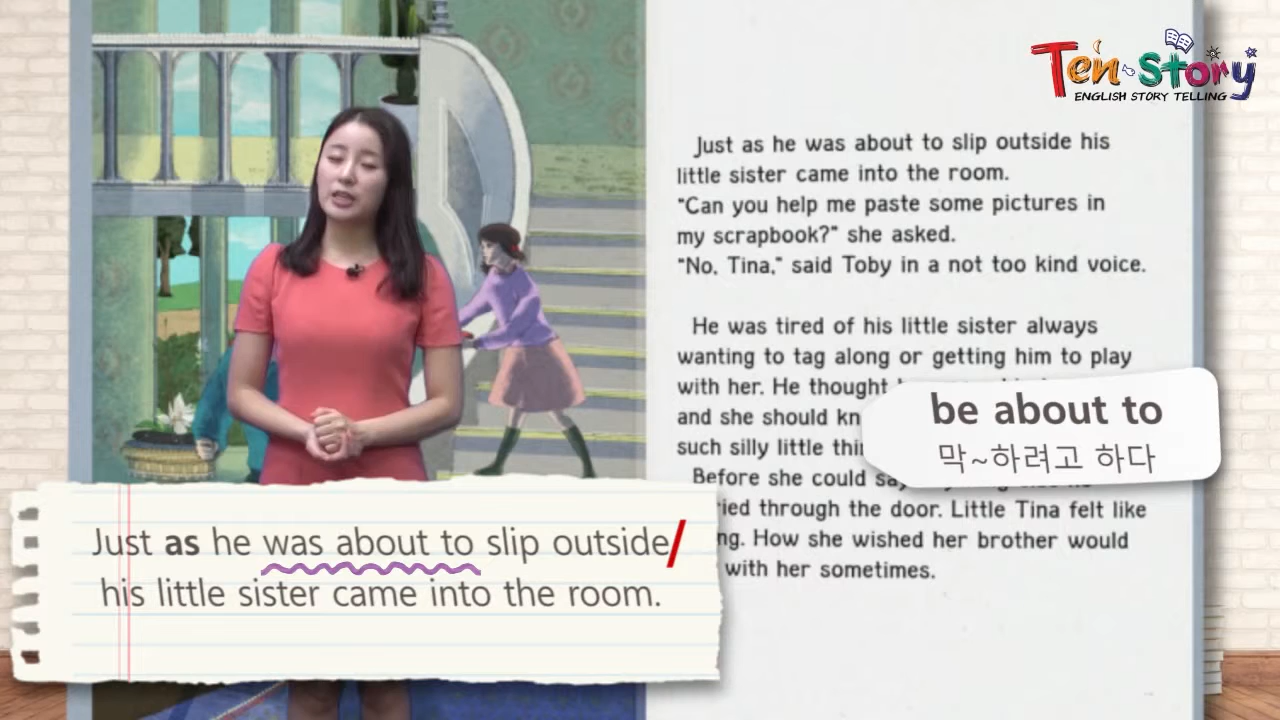 Ten Story
ENGLISH STORY TELLING
Just as he was about to slip outside his
little sister came into the room.
"Can you help me paste some pictures in
my scrapbook?" she asked.
"No, Tina," said Toby in a not too kind voice.
He was tired of his little sister always
wanting to tag along or getting him to play
with her. He thought
and she should
such silly little
Before she could
through the door. Little Tina felt like
How she wished her brother would
with her sometimes.
be about to
막~하려고 하다
Just as he was about to slip outside/
his little sister came into the room.